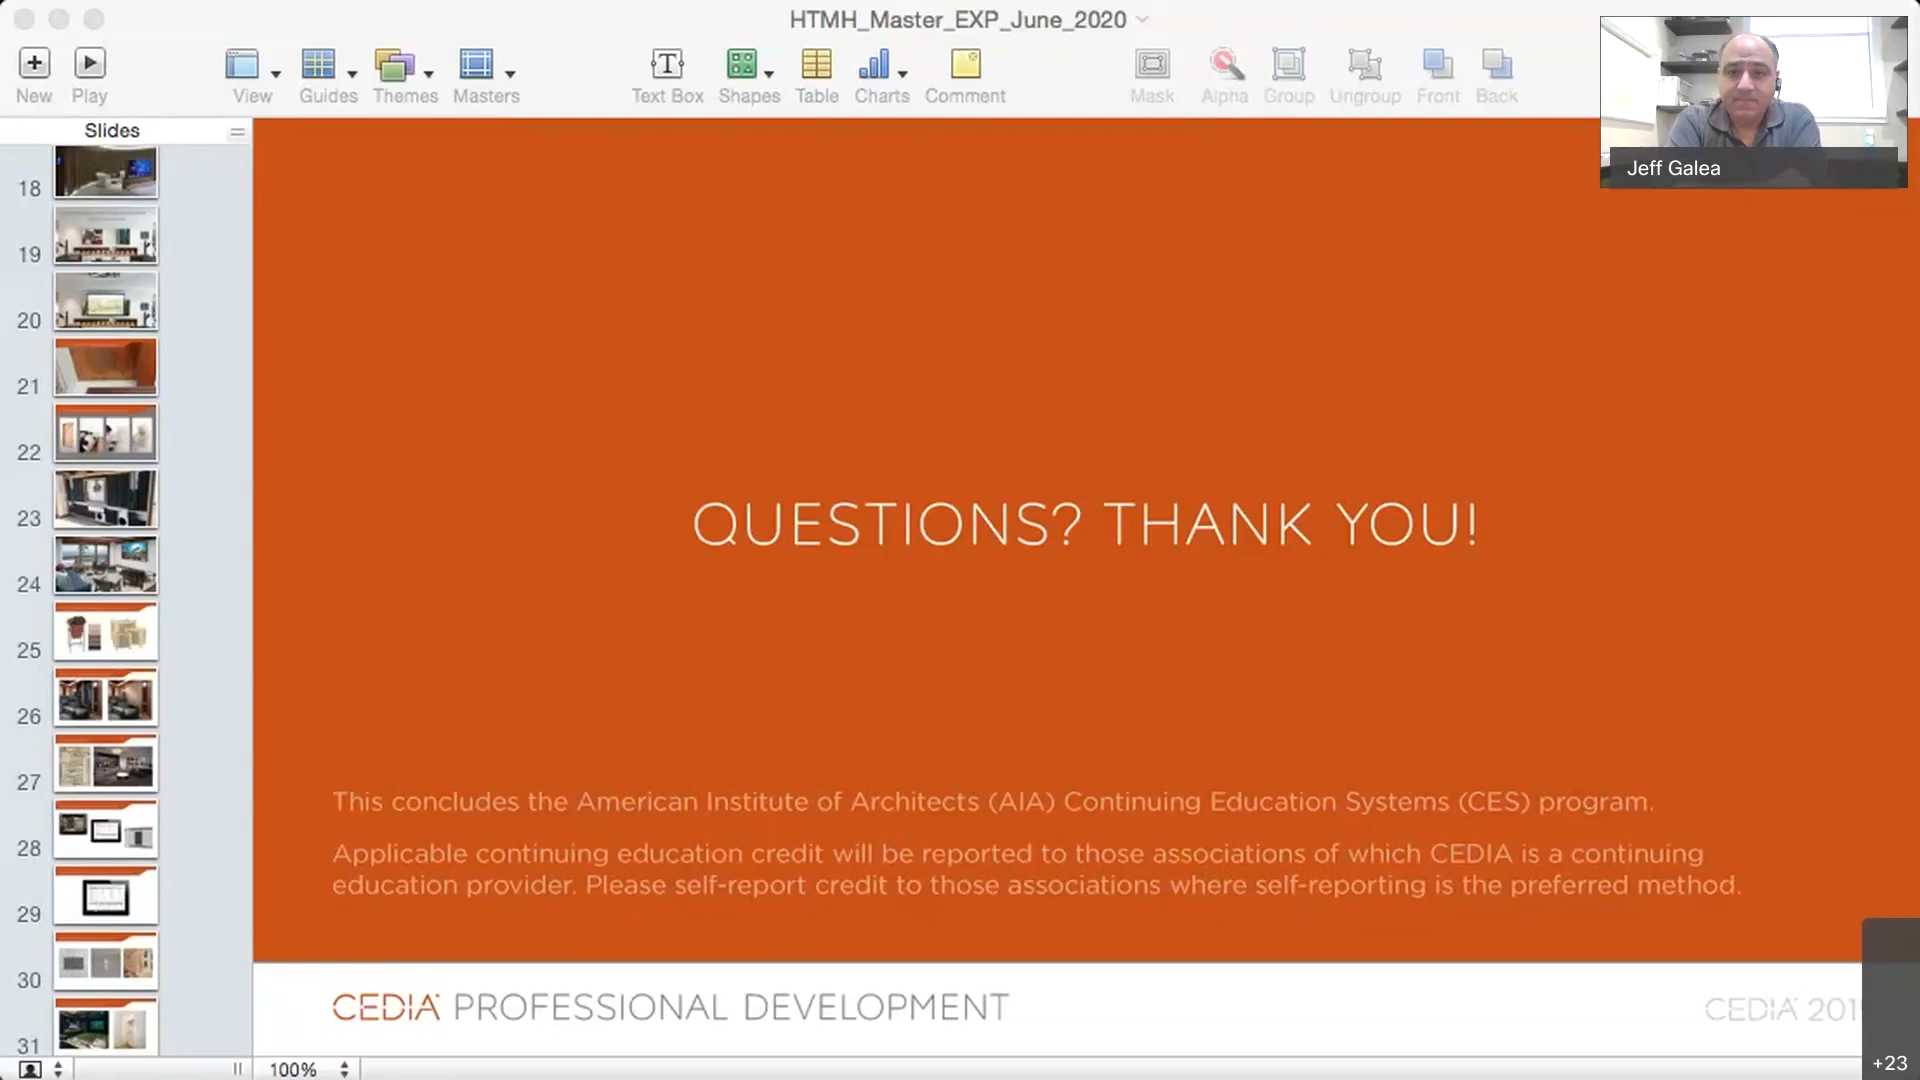 HTMH_Master_EXP_June_2020
New
Play
View
Guides
Themes
Masters
Text Box
Shapes
Table
Charts
Comment
Mask
Alpha
Group
Ungroup
Front
Back
Jeff Galea
Slides
18
19
20
21
22
23
24
25
26
27
28
29
30
31
QUESTIONS? THANK YOU!
This concludes the American Institute of Architects (AIA) Continuing Education Systems (CES) program.
Applicable continuing education credit will be reported to those associations of which CEDIA is a continuing
education provider. Please self-report credit to those associations where self-reporting is the preferred method.
CEDIA PROFESSIONAL DEVELOPMENT
CEDIA
100%
+23